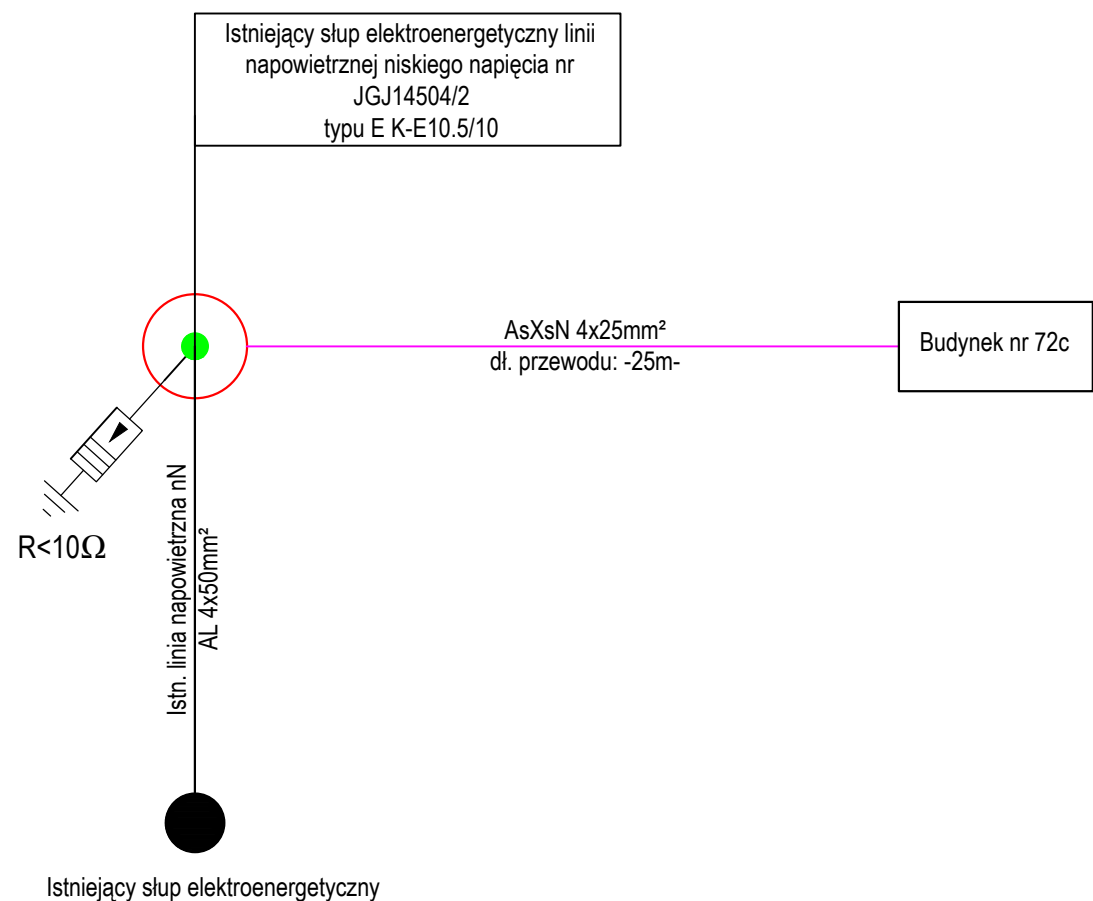 Istniejący słup elektroenergetyczny linii
napowietrznej niskiego napięcia nr
JGJ14504/2
typu E K-E10.5/10
AsXsN 4x25mm²
dł. przewodu: -25m-
Budynek nr 72c
R<10Ω
Istn. linia napowietrzna nN
AL 4x50mm²
Istniejący słup elektroenergetyczny